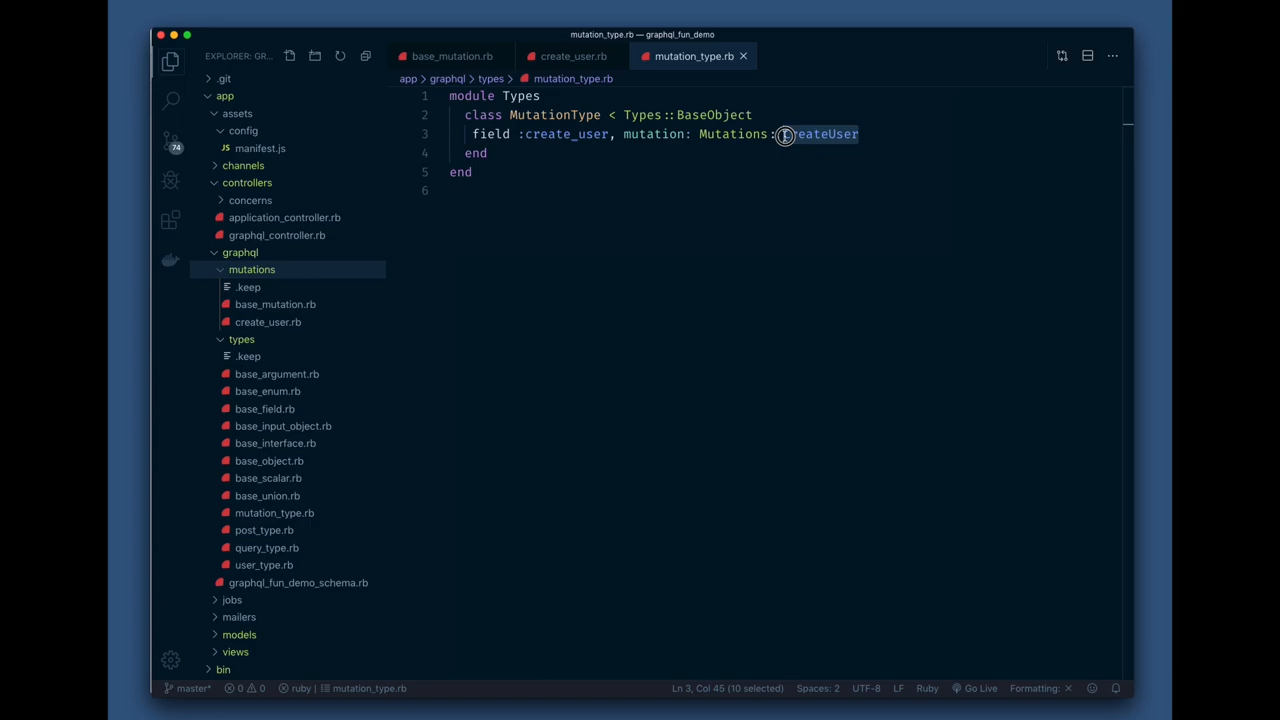 mutation_type.rb — graphql_fun_demo
EXPLORER: GR...
base_mutation.rb
create_user.rb
mutation_type.rb
app > graphql > types > mutation_type.rb
.git
app
assets
config
manifest.js
channels
controllers
concerns
application_controller.rb
graphql_controller.rb
graphql
mutations
.keep
base_mutation.rb
create_user.rb
types
.keep
base_argument.rb
base_enum.rb
base_field.rb
base_input_object.rb
base_interface.rb
base_object.rb
base_scalar.rb
base_union.rb
mutation_type.rb
post_type.rb
query_type.rb
user_type.rb
graphql_fun_demo_schema.rb
jobs
mailers
models
views
bin
74
1 module Types
2 class MutationType < Types::BaseObject
3 field :create_user, mutation: Mutations::CreateUser
4 end
5 end
6
master* 0 0 ruby | mutation_type.rb Ln 3, Col 45 (10 selected) Spaces: 2 UTF-8 LF Ruby Go Live Formatting: ×